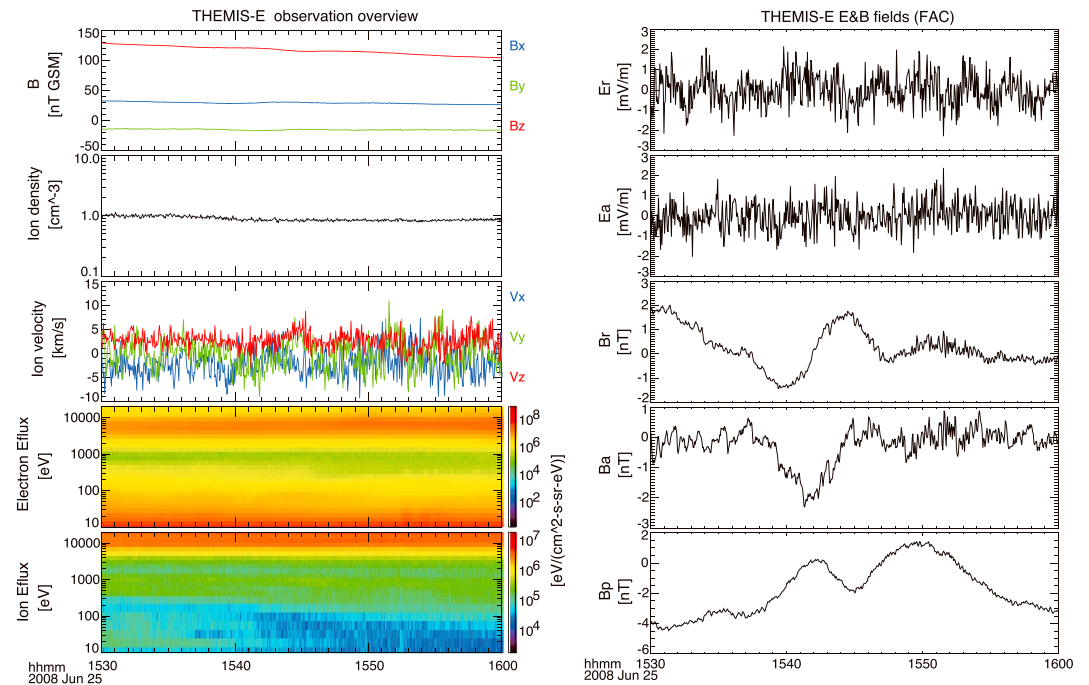 THEMIS-E  observation overview
150
100
50
0
-50
B
[nT GSM]
Bx
By
Bz
10.0
1.0
0.1
Ion density
[cm^-3]
15
10
5
0
-5
-10
Ion velocity
[km/s]
Vx
Vy
Vz
10000
1000
100
10
Electron Eflux
[eV]
10^8
10^6
10^4
10^2
10000
1000
100
10
Ion Eflux
[eV]
10^7
10^6
10^5
10^4
[eV/(cm^2-s-sr-eV)]
1530
1540
1550
1600
hhmm
2008 Jun 25
THEMIS-E E&B fields (FAC)
3
2
1
0
-1
-2
-3
Er
[mV/m]
3
2
1
0
-1
-2
-3
Ea
[mV/m]
3
2
1
0
-1
-2
Br
[nT]
1
0
-1
-2
-3
Ba
[nT]
2
0
-2
-4
-6
Bp
[nT]
1530
1540
1550
1600
hhmm
2008 Jun 25